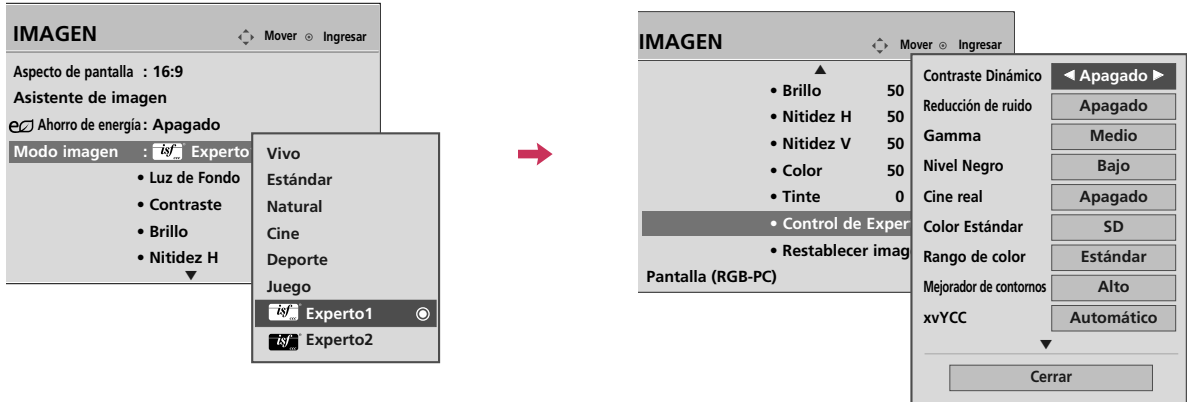 IMAGEN
Mover
Ingresar
Aspecto de pantalla : 16:9
Asistente de imagen
Ahorro de energía : Apagado
Modo imagen : isf Experto
• Luz de Fondo
• Contraste
• Brillo
• Nitidez H
Vivo
Estándar
Natural
Cine
Deporte
Juego
isf Experto1
isf Experto2
IMAGEN
Mover
Ingresar
• Brillo 50
• Nitidez H 50
• Nitidez V 50
• Color 50
• Tinte 0
• Control de Exper
• Restablecer imag
Pantalla (RGB-PC)
Contraste Dinámico Apagado
Reducción de ruido Apagado
Gamma Medio
Nivel Negro Bajo
Cine real Apagado
Color Estándar SD
Rango de color Estándar
Mejorador de contornos Alto
xvYCC Automático
Cerrar